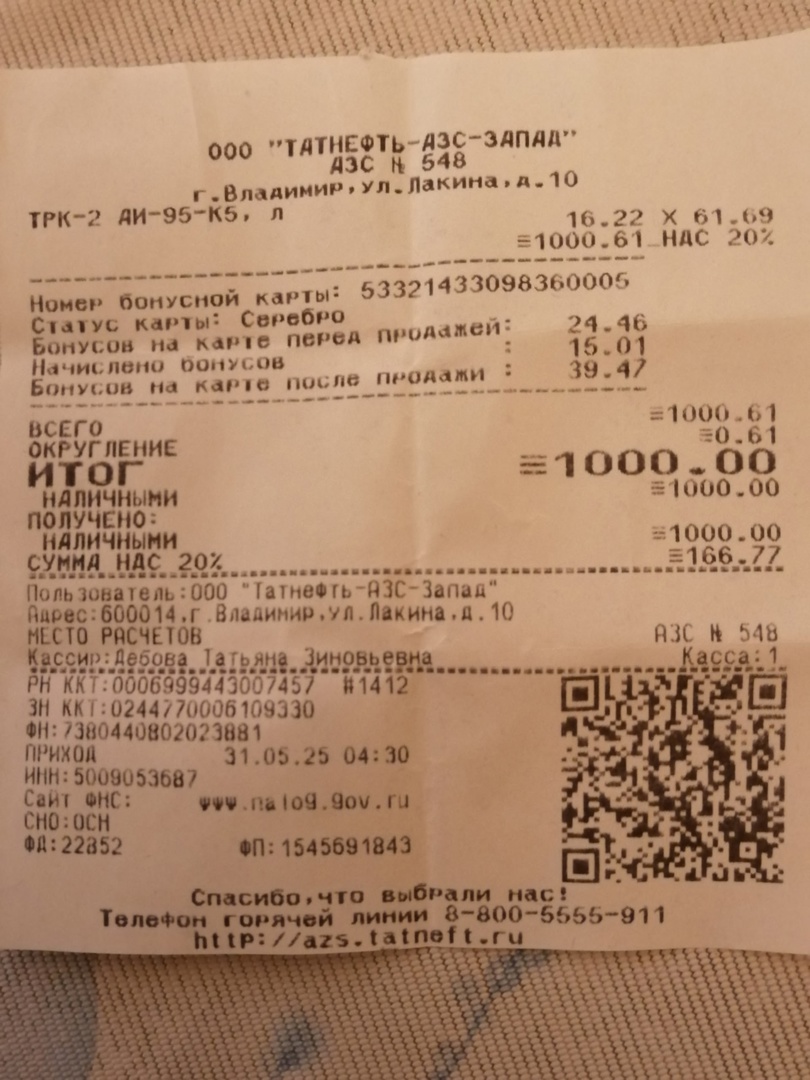 ООО "ТАТНЕФТЬ-АЗС-ЗАПАД"
АЗС № 548
г.Владимир,ул.Лакина,д.10
ТРК-2 АИ-95-К5, л 16.22 X 61.69
≡1000.61 НДС 20%
Номер бонусной карты: 53321433098360005
Статус карты: Серебро
Бонусов на карте перед продажей: 24.46
Начислено бонусов : 15.01
Бонусов на карте после продажи : 39.47
ВСЕГО ≡1000.61
ОКРУГЛЕНИЕ ≡0.61
ИТОГ ≡1000.00
НАЛИЧНЫМИ ≡1000.00
ПОЛУЧЕНО:
НАЛИЧНЫМИ ≡1000.00
СУММА НДС 20% ≡166.77
Пользователь:ООО "Татнефть-АЗС-Запад"
Адрес:600014,г.Владимир,ул.Лакина,д.10
МЕСТО РАСЧЕТОВ АЗС № 548
Кассир:Дебова Татьяна Зиновьевна Касса:1
РН ККТ:0006999443007457 #1412
ЗН ККТ:0244770006109330
ФН:7380440802023881
ПРИХОД 31.05.25 04:30
ИНН:5009053687
Сайт ФНС: www.nalog.gov.ru
СНО:ОСН
ФД:22852 ФП:1545691843
Спасибо,что выбрали нас!
Телефон горячей линии 8-800-5555-911
http://azs.tatneft.ru